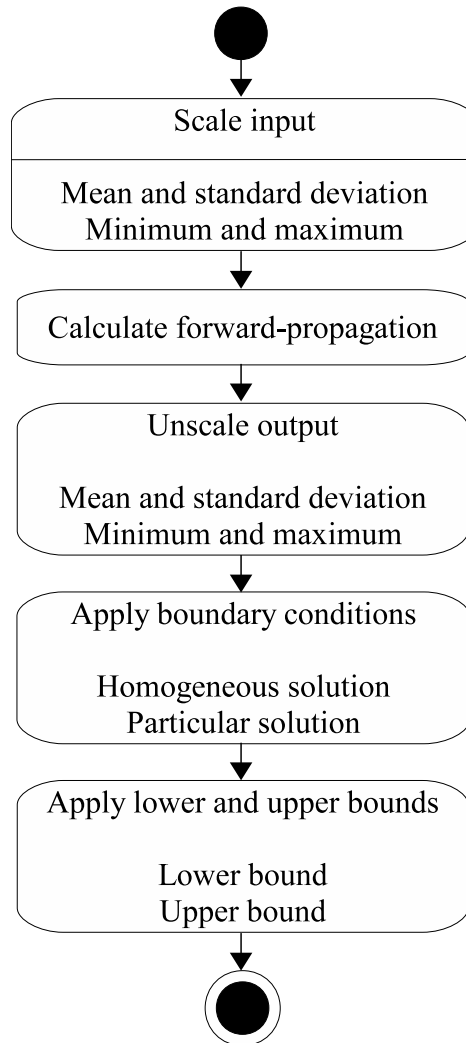 Scale input
Mean and standard deviation
Minimum and maximum
Calculate forward-propagation
Unscale output
Mean and standard deviation
Minimum and maximum
Apply boundary conditions
Homogeneous solution
Particular solution
Apply lower and upper bounds
Lower bound
Upper bound